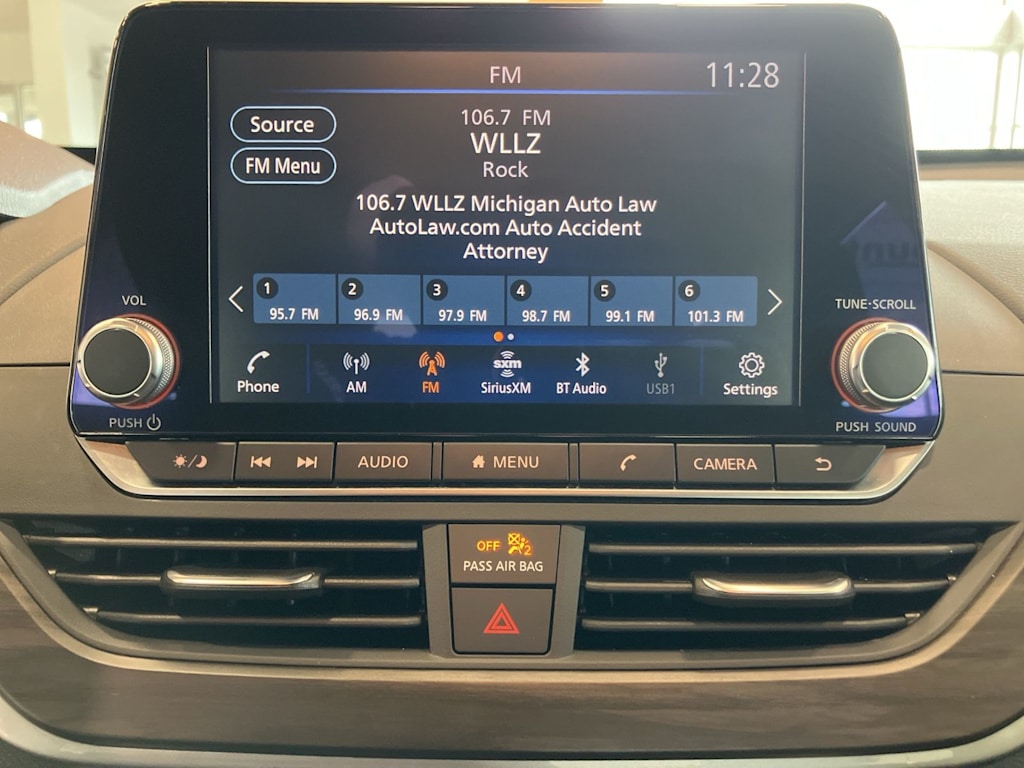 FM
11:28
Source
FM Menu
106.7 FM
WLLZ
Rock
106.7 WLLZ Michigan Auto Law
AutoLaw.com Auto Accident
Attorney
1 2 3 4 5 6
95.7 FM 96.9 FM 97.9 FM 98.7 FM 99.1 FM 101.3 FM
Phone AM FM sxm SiriusXM BT Audio USB1 Settings
VOL
PUSH
TUNE·SCROLL
PUSH SOUND
AUDIO MENU CAMERA
OFF 2
PASS AIR BAG